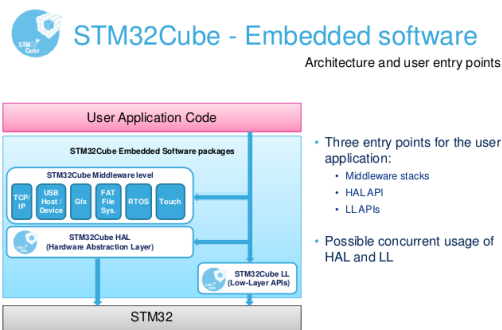 STM32Cube - Embedded software
STM32
Cube
Architecture and user entry points
User Application Code
STM32Cube Embedded Software packages
STM32Cube Middleware level
TCP/
IP
USB
Host /
Device
Gfx
FAT
File
Sys.
RTOS
Touch
STM32Cube HAL
(Hardware Abstraction Layer)
STM32Cube LL
(Low-Layer APIs)
STM32
• Three entry points for the user
application:
• Middleware stacks
• HAL API
• LL APIs
• Possible concurrent usage of
HAL and LL